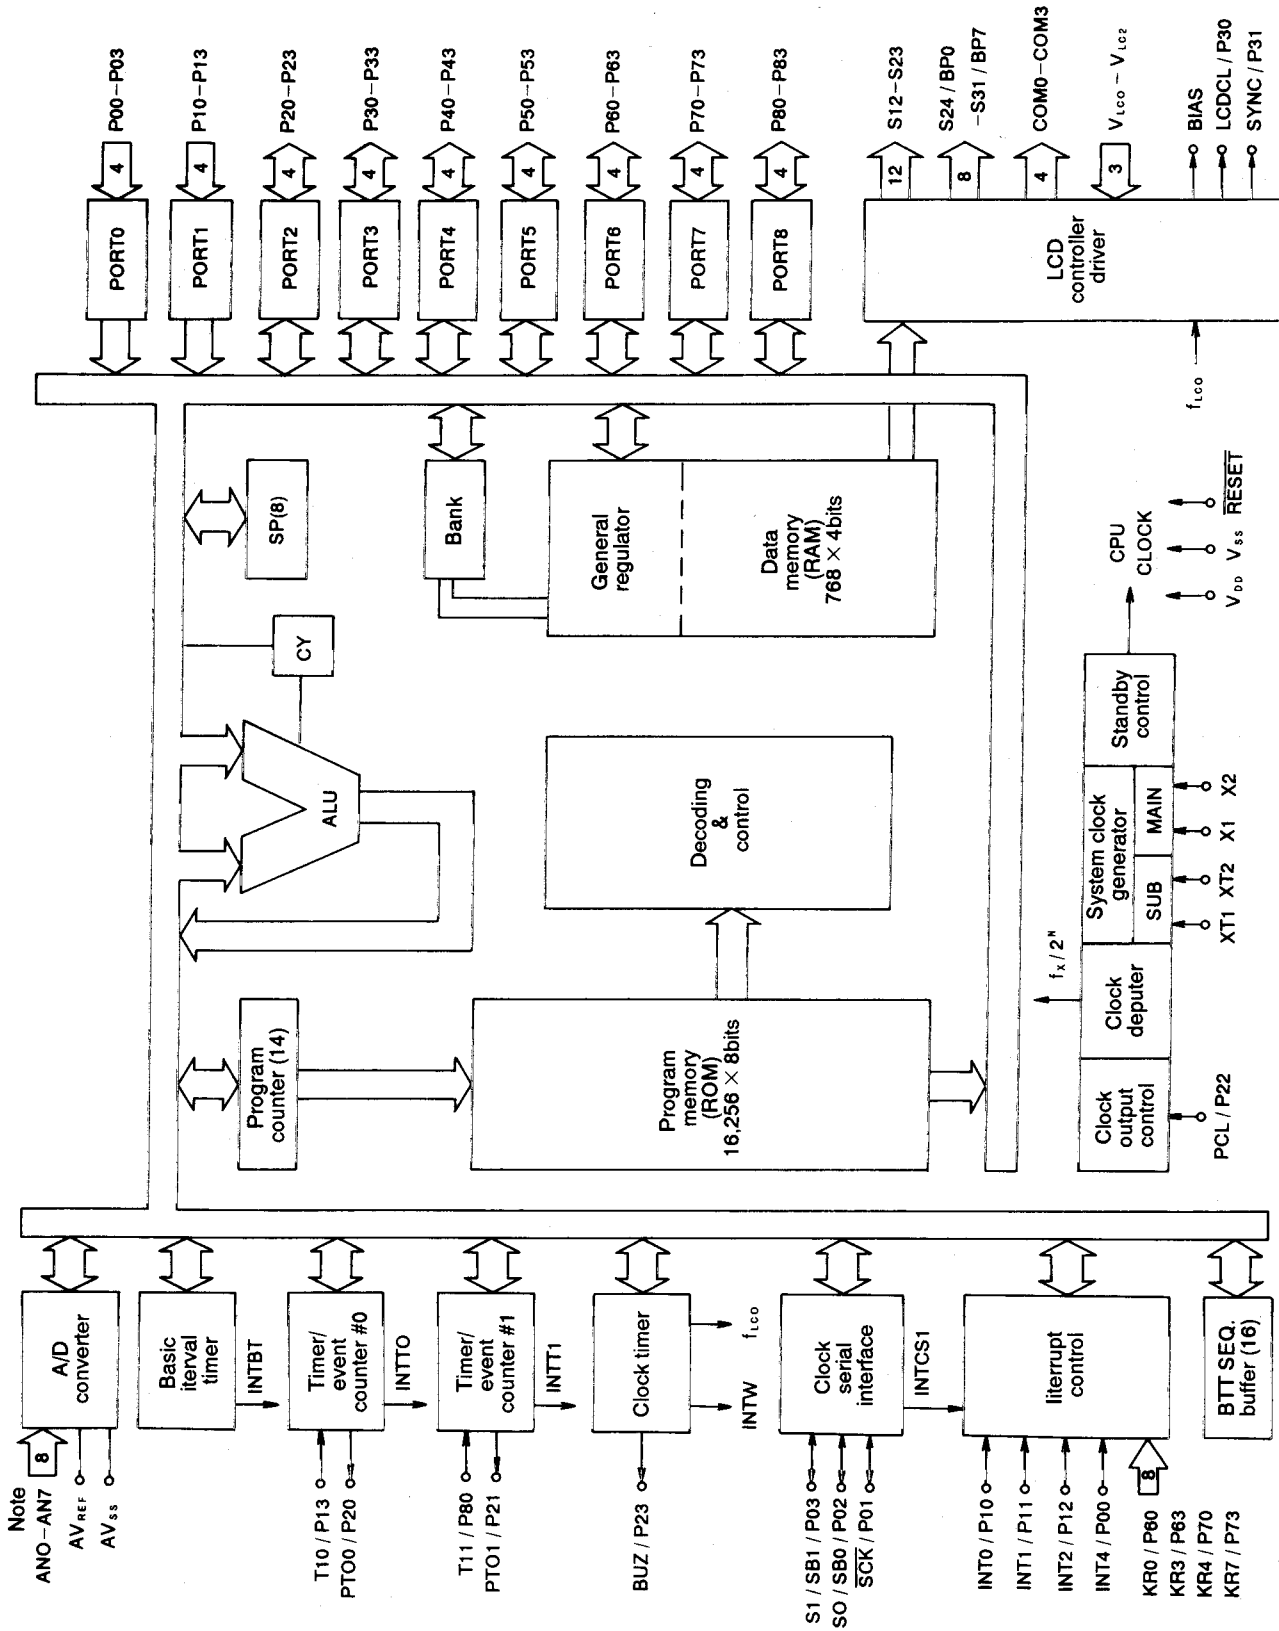 Note
ANO–AN7
8
AVREF
AVSS
A/D
converter
Basic
iterval
timer
INTBT
T10 / P13
PTO0 / P20
Timer/
event
counter #0
INTTO
T11 / P80
PTO1 / P21
Timer/
event
counter #1
INTT1
BUZ / P23
Clock timer
INTW
fLCO
S1 / SB1 / P03
SO / SB0 / P02
SCK / P01
Clock
serial
interface
INTCS1
INT0 / P10
INT1 / P11
INT2 / P12
INT4 / P00
KR0 / P60
KR3 / P63
KR4 / P70
KR7 / P73
8
Iiterrupt
control
BTT SEQ.
buffer (16)
Program
counter (14)
ALU
CY
SP(8)
Program
memory
(ROM)
16,256 × 8bits
Decoding
&
control
Bank
General
regulator
Data
memory
(RAM)
768 × 4bits
Clock
output
control
PCL / P22
Clock
deputer
fX / 2N
System clock
generator
SUB
MAIN
XT1
XT2
X1
X2
Standby
control
CPU
CLOCK
VDD
VSS
RESET
PORT0
4
P00–P03
PORT1
4
P10–P13
PORT2
4
P20–P23
PORT3
4
P30–P33
PORT4
4
P40–P43
PORT5
4
P50–P53
PORT6
4
P60–P63
PORT7
4
P70–P73
PORT8
4
P80–P83
LCD
controller
driver
fLCO
12
S12–S23
8
S24 / BP0
–S31 / BP7
4
COM0–COM3
3
VLCO – VLC2
BIAS
LCDCL / P30
SYNC / P31